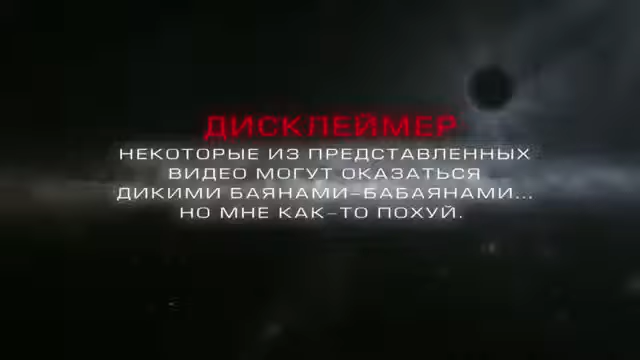 ДИСКЛЕЙМЕР
НЕКОТОРЫЕ ИЗ ПРЕДСТАВЛЕННЫХ
ВИДЕО МОГУТ ОКАЗАТЬСЯ
ДИКИМИ БАЯНАМИ-БАБАЯНАМИ...
НО МНЕ КАК-ТО ПОХУЙ.